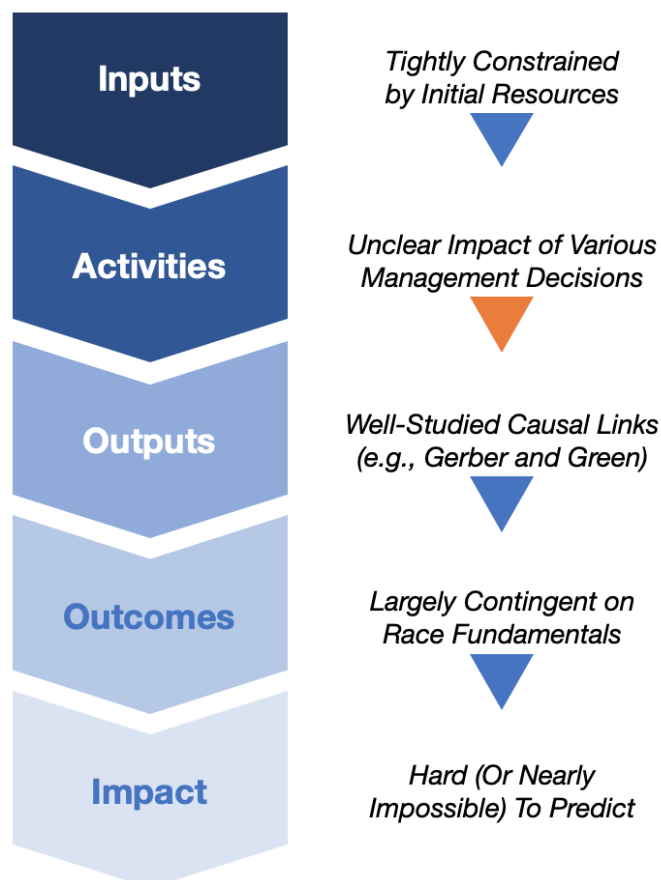 Inputs
Tightly Constrained
by Initial Resources
Activities
Unclear Impact of Various
Management Decisions
Outputs
Well-Studied Causal Links
(e.g., Gerber and Green)
Outcomes
Largely Contingent on
Race Fundamentals
Impact
Hard (Or Nearly
Impossible) To Predict